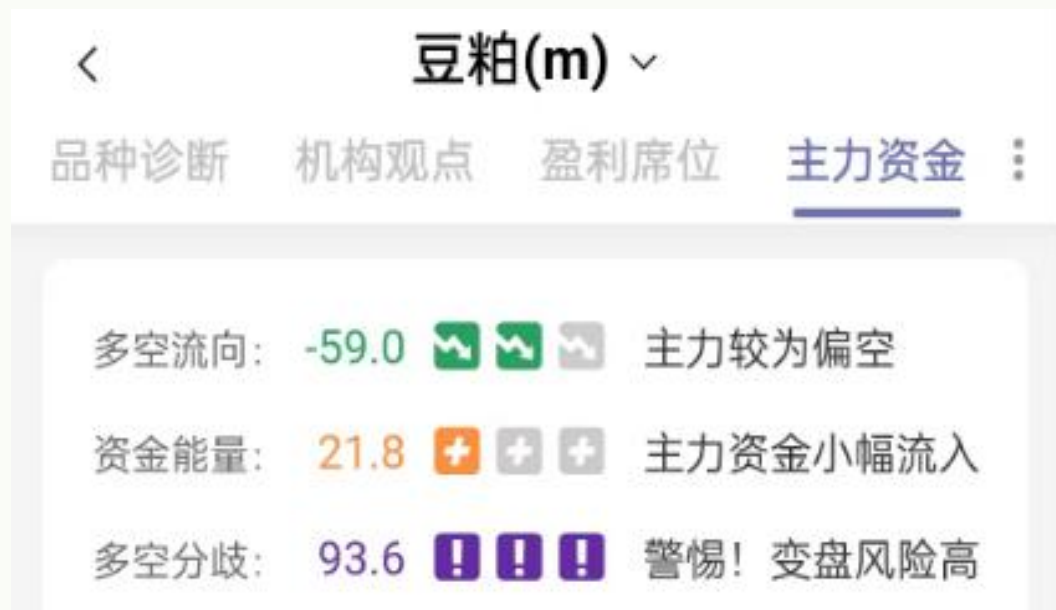 豆粕(m)
品种诊断 机构观点 盈利席位 主力资金
多空流向: -59.0 主力较为偏空
资金能量: 21.8 主力资金小幅流入
多空分歧: 93.6 警惕！变盘风险高